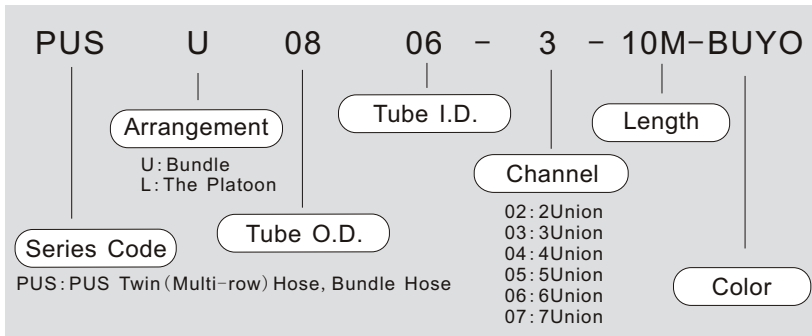 PUS U 08 06 - 3 - 10M-BUYO
Tube I.D.
Length
Arrangement
U:Bundle
L:The Platoon
Channel
02:2Union
03:3Union
04:4Union
05:5Union
06:6Union
07:7Union
Tube O.D.
Series Code
PUS:PUS Twin(Multi-row)Hose, Bundle Hose
Color